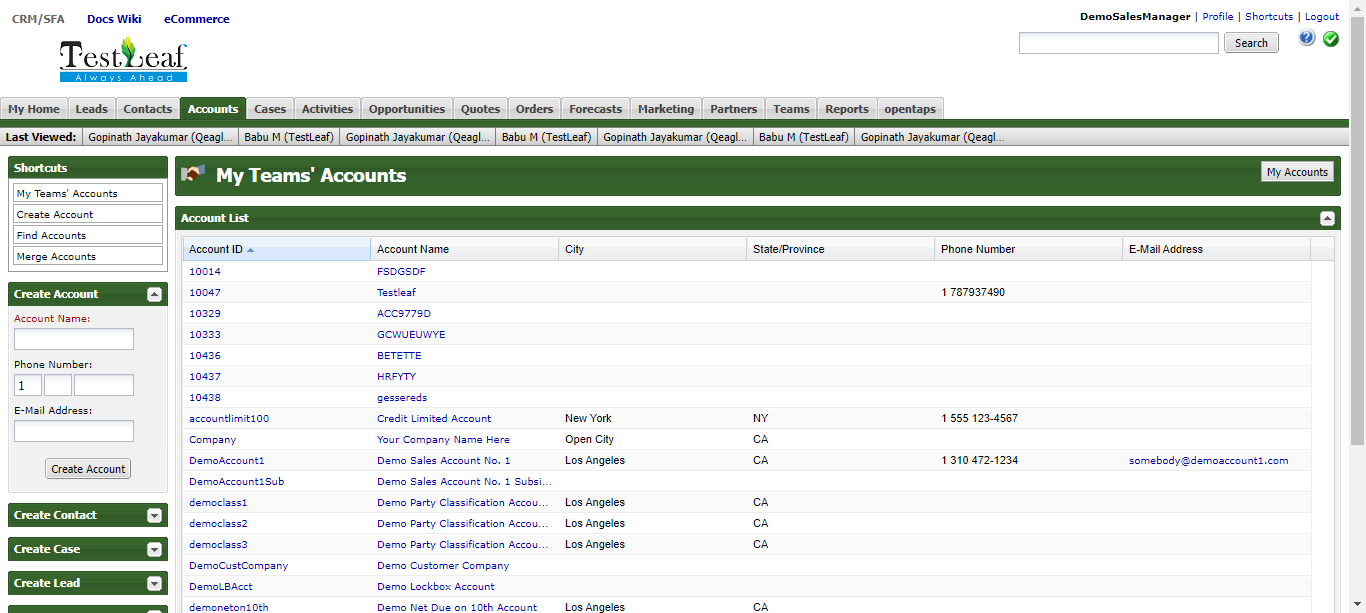 CRM/SFA Docs Wiki eCommerce
DemoSalesManager | Profile | Shortcuts | Logout
TestLeaf
Always Ahead
Search
My Home Leads Contacts Accounts Cases Activities Opportunities Quotes Orders Forecasts Marketing Partners Teams Reports opentaps
Last Viewed: Gopinath Jayakumar (Qeagl... Babu M (TestLeaf) Gopinath Jayakumar (Qeagl... Babu M (TestLeaf) Gopinath Jayakumar (Qeagl... Babu M (TestLeaf) Gopinath Jayakumar (Qeagl...
Shortcuts
My Teams' Accounts
Create Account
Find Accounts
Merge Accounts
Create Account
Account Name:
Phone Number:
1
E-Mail Address:
Create Account
Create Contact
Create Case
Create Lead
My Teams' Accounts
My Accounts
Account List
Account ID Account Name City State/Province Phone Number E-Mail Address
10014 FSDGSDF
10047 Testleaf 1 787937490
10329 ACC9779D
10333 GCWUEUWYE
10436 BETETTE
10437 HRFYTY
10438 gessereds
accountlimit100 Credit Limited Account New York NY 1 555 123-4567
Company Your Company Name Here Open City CA
DemoAccount1 Demo Sales Account No. 1 Los Angeles CA 1 310 472-1234 somebody@demoaccount1.com
DemoAccount1Sub Demo Sales Account No. 1 Subsi...
democlass1 Demo Party Classification Accou... Los Angeles CA
democlass2 Demo Party Classification Accou... Los Angeles CA
democlass3 Demo Party Classification Accou... Los Angeles CA
DemoCustCompany Demo Customer Company
DemoLBAcct Demo Lockbox Account
demoneton10th Demo Net Due on 10th Account Los Angeles CA